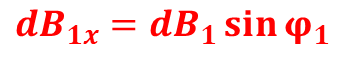 dB₁ₓ = dB₁ sin φ₁